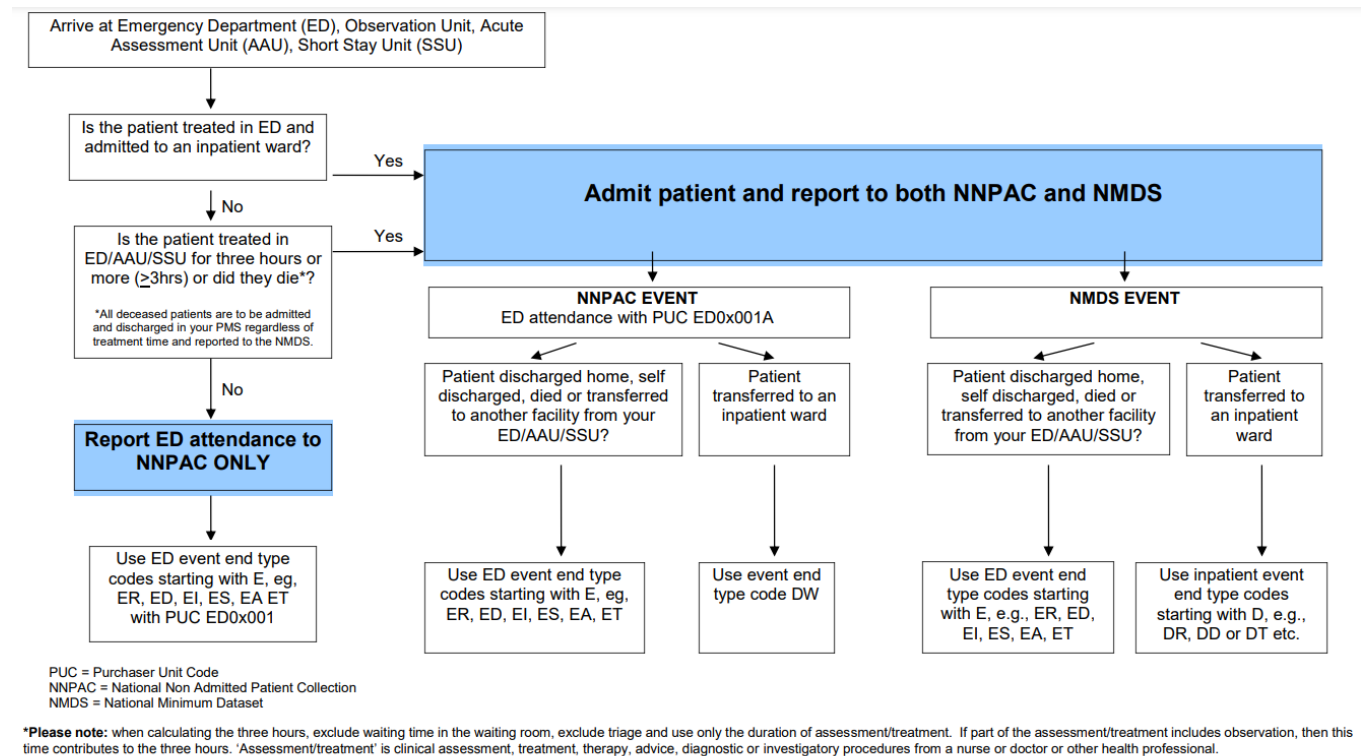 Arrive at Emergency Department (ED), Observation Unit, Acute
Assessment Unit (AAU), Short Stay Unit (SSU)
Is the patient treated in ED and
admitted to an inpatient ward?
Yes
Admit patient and report to both NNPAC and NMDS
No
Is the patient treated in
ED/AAU/SSU for three hours or
more (>3hrs) or did they die*?
*All deceased patients are to be admitted
and discharged in your PMS regardless of
treatment time and reported to the NMDS.
Yes
NNPAC EVENT
ED attendance with PUC ED0x001A
NMDS EVENT
Patient discharged home, self
discharged, died or transferred
to another facility from your
ED/AAU/SSU?
Patient
transferred to an
inpatient ward
Patient discharged home,
self discharged, died or
transferred to another facility
from your ED/AAU/SSU?
Patient
transferred to
an inpatient
ward
No
Report ED attendance to
NNPAC ONLY
Use ED event end type
codes starting with E, eg,
ER, ED, EI, ES, EA ET
with PUC ED0x001
Use ED event end type
codes starting with E, eg,
ER, ED, EI, ES, EA, ET
Use event end
type code DW
Use ED event end
type codes starting
with E, e.g., ER, ED,
EI, ES, EA, ET
Use inpatient event
end type codes
starting with D, e.g.,
DR, DD or DT etc.
PUC = Purchaser Unit Code
NNPAC = National Non Admitted Patient Collection
NMDS = National Minimum Dataset
*Please note: when calculating the three hours, exclude waiting time in the waiting room, exclude triage and use only the duration of assessment/treatment. If part of the assessment/treatment includes observation, then this
time contributes to the three hours. ‘Assessment/treatment’ is clinical assessment, treatment, therapy, advice, diagnostic or investigatory procedures from a nurse or doctor or other health professional.